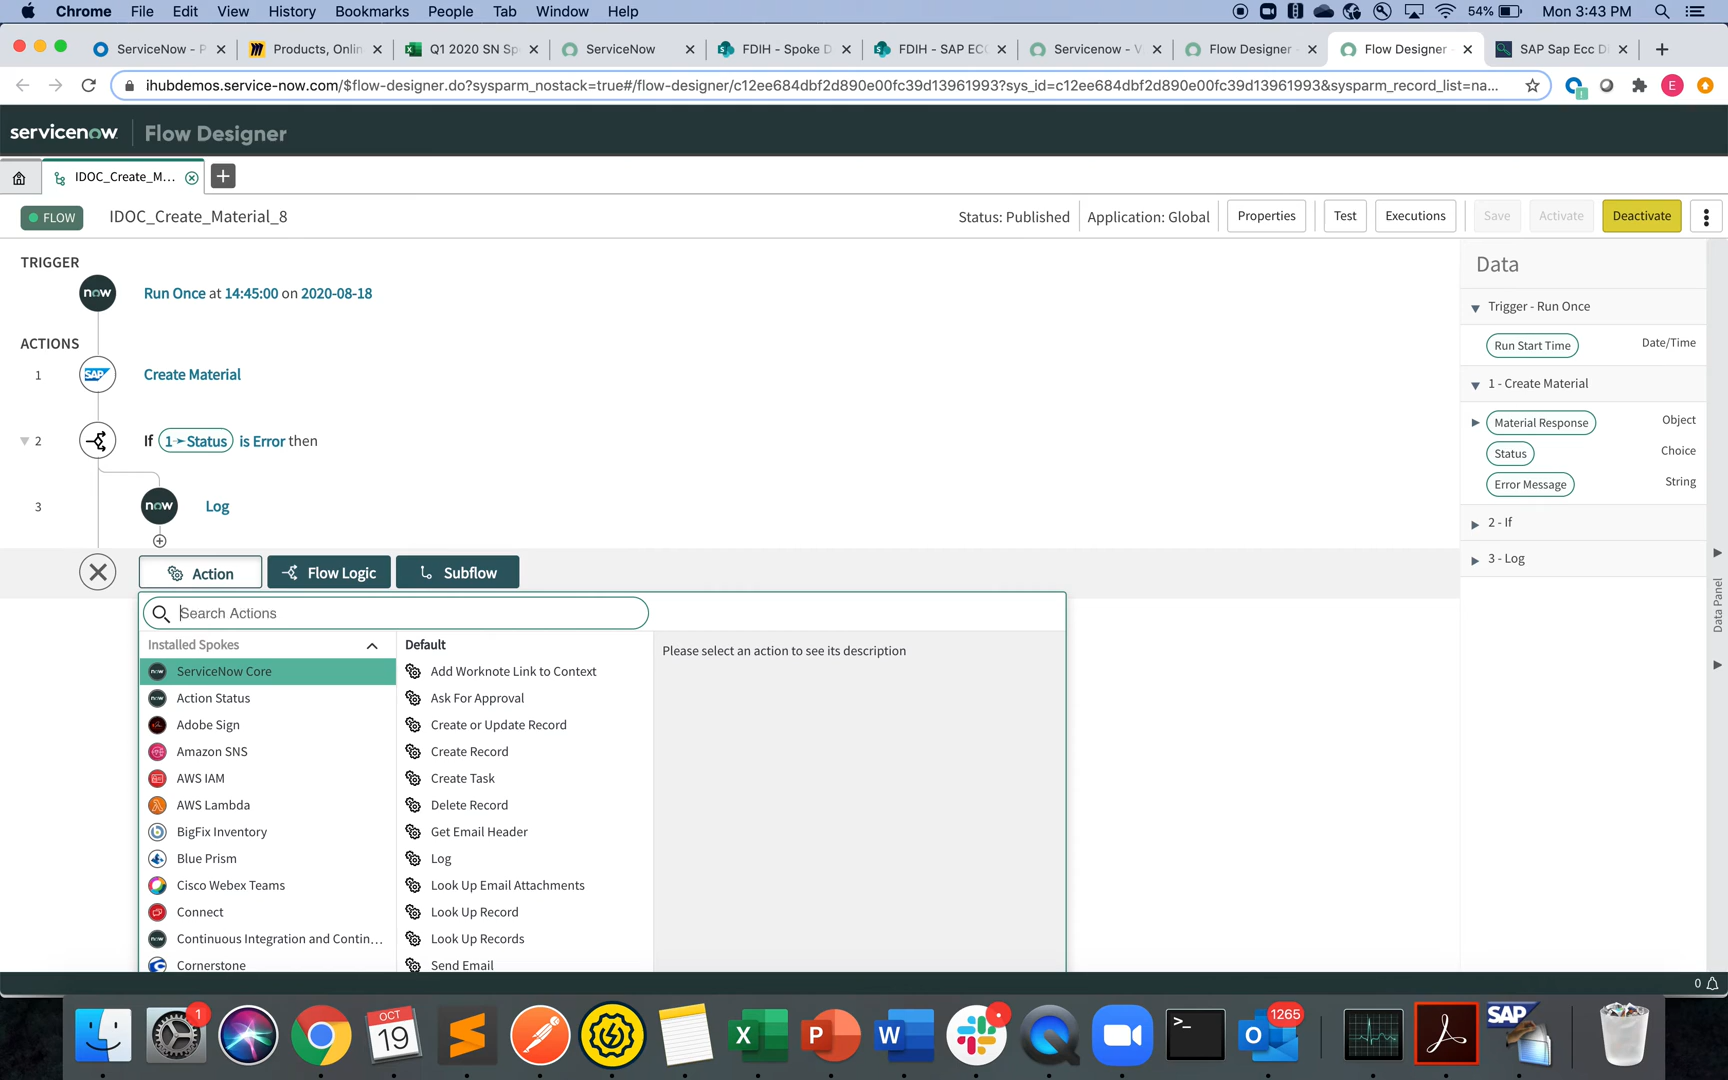 Chrome File Edit View History Bookmarks People Tab Window Help 54% Mon 3:43 PM
ServiceNow - P Products, Onlin Q1 2020 SN Sp ServiceNow FDIH - Spoke D FDIH - SAP EC Servicenow - V Flow Designer Flow Designer SAP Sap Ecc D
ihubdemos.service-now.com/$flow-designer.do?sysparm_nostack=true#/flow-designer/c12ee684dbf2d890e00fc39d13961993?sys_id=c12ee684dbf2d890e00fc39d13961993&sysparm_record_list=na...
E
servicenow Flow Designer
IDOC_Create_M...
FLOW IDOC_Create_Material_8 Status: Published Application: Global Properties Test Executions Save Activate Deactivate
TRIGGER
now Run Once at 14:45:00 on 2020-08-18
ACTIONS
1 SAP Create Material
2 If 1 Status is Error then
3 now Log
Action Flow Logic Subflow
Search Actions
Installed Spokes
ServiceNow Core
Action Status
Adobe Sign
Amazon SNS
AWS IAM
AWS Lambda
BigFix Inventory
Blue Prism
Cisco Webex Teams
Connect
Continuous Integration and Contin...
Cornerstone
Default
Add Worknote Link to Context
Ask For Approval
Create or Update Record
Create Record
Create Task
Delete Record
Get Email Header
Log
Look Up Email Attachments
Look Up Record
Look Up Records
Send Email
Please select an action to see its description
Data
Trigger - Run Once
Run Start Time Date/Time
1 - Create Material
Material Response Object
Status Choice
Error Message String
2 - If
3 - Log
Data Panel
0
1
OCT
19
X
P
W
>_
O
1265
SAP